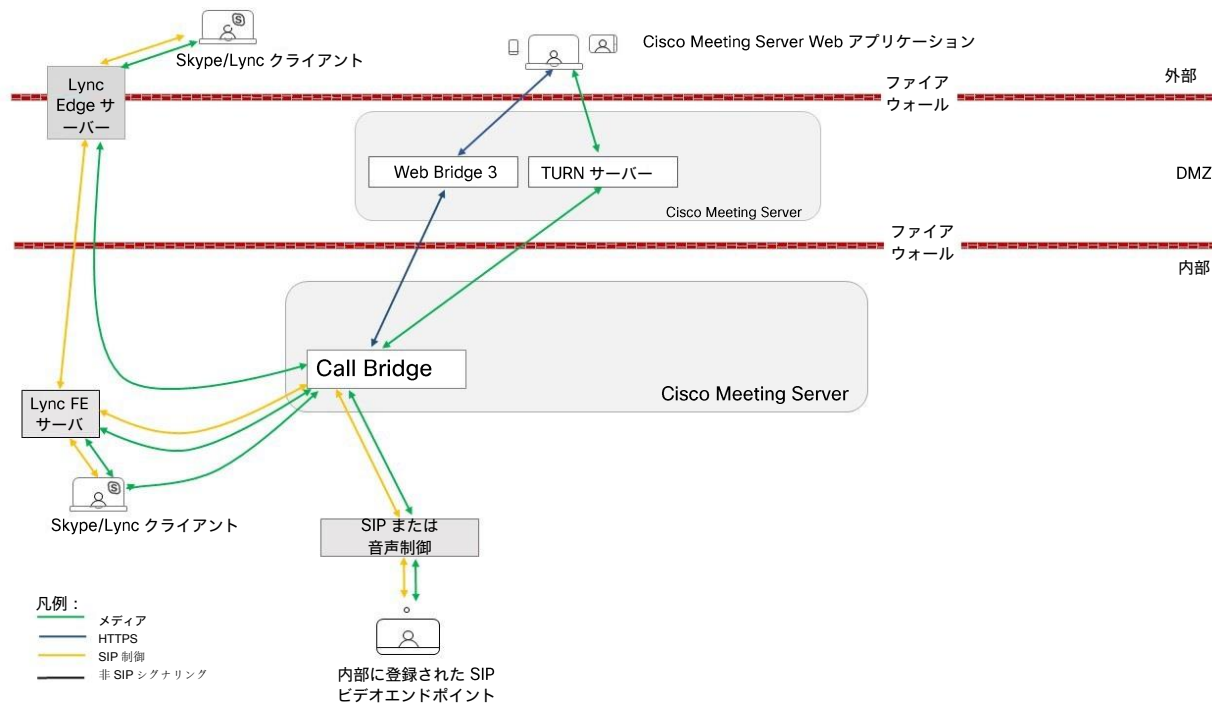 Skype/Lync クライアント
Cisco Meeting Server Web アプリケーション
外部
Lync
Edge サ
ーバー
ファイア
ウォール
Web Bridge 3
TURN サーバー
DMZ
Cisco Meeting Server
ファイア
ウォール
内部
Call Bridge
Cisco Meeting Server
Lync FE
サーバ
Skype/Lync クライアント
SIP または
音声制御
凡例：
メディア
HTTPS
SIP 制御
非 SIP シグナリング
内部に登録された SIP
ビデオエンドポイント